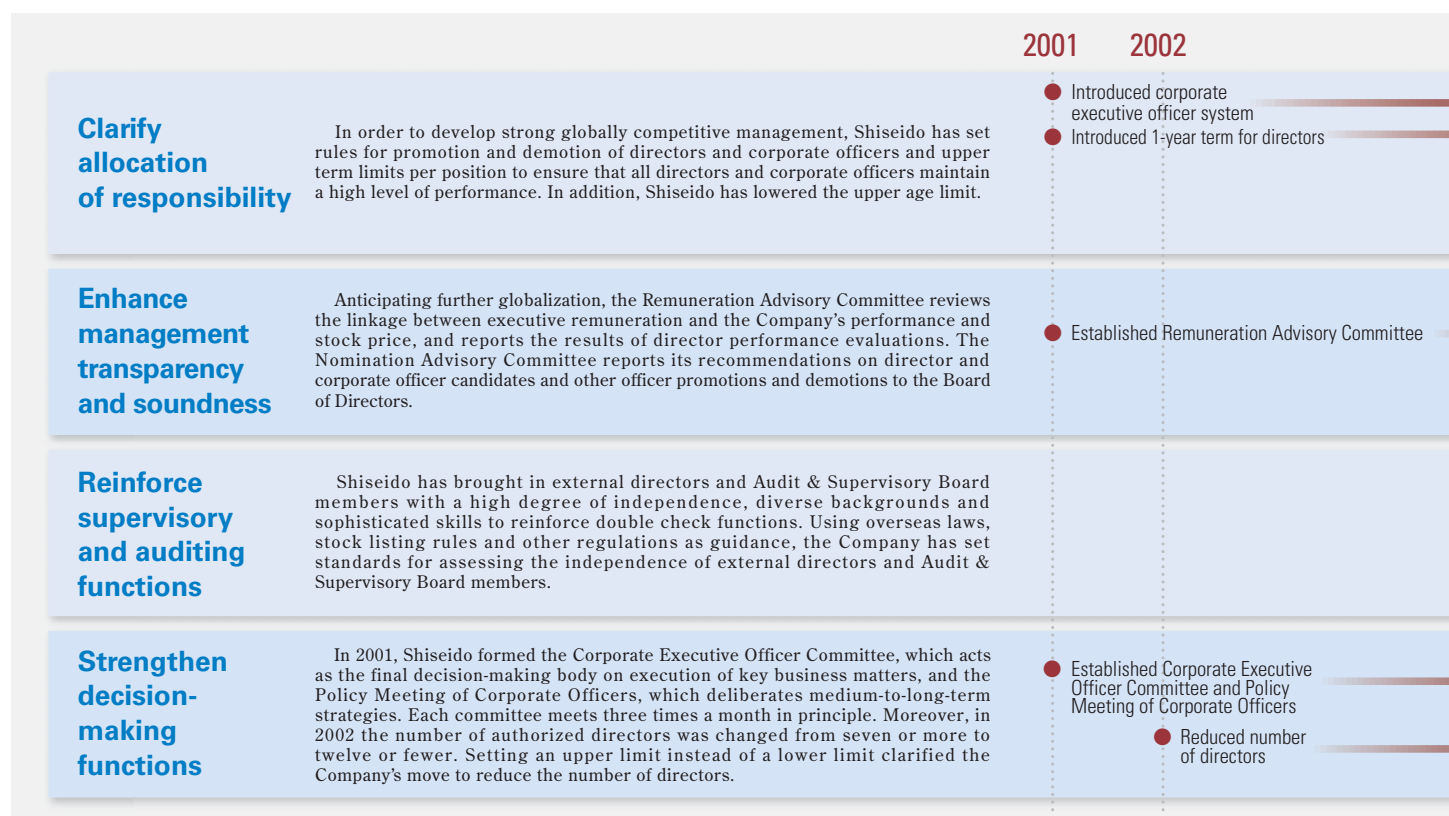 2001 2002
Clarify
allocation
of responsibility
In order to develop strong globally competitive management, Shiseido has set
rules for promotion and demotion of directors and corporate officers and upper
term limits per position to ensure that all directors and corporate officers maintain
a high level of performance. In addition, Shiseido has lowered the upper age limit.
Introduced corporate
executive officer system
Introduced 1-year term for directors
Enhance
management
transparency
and soundness
Anticipating further globalization, the Remuneration Advisory Committee reviews
the linkage between executive remuneration and the Company's performance and
stock price, and reports the results of director performance evaluations. The
Nomination Advisory Committee reports its recommendations on director and
corporate officer candidates and other officer promotions and demotions to the Board
of Directors.
Established Remuneration Advisory Committee
Reinforce
supervisory
and auditing
functions
Shiseido has brought in external directors and Audit & Supervisory Board
members with a high degree of independence, diverse backgrounds and
sophisticated skills to reinforce double check functions. Using overseas laws,
stock listing rules and other regulations as guidance, the Company has set
standards for assessing the independence of external directors and Audit &
Supervisory Board members.
Strengthen
decision-
making
functions
In 2001, Shiseido formed the Corporate Executive Officer Committee, which acts
as the final decision-making body on execution of key business matters, and the
Policy Meeting of Corporate Officers, which deliberates medium-to-long-term
strategies. Each committee meets three times a month in principle. Moreover, in
2002 the number of authorized directors was changed from seven or more to
twelve or fewer. Setting an upper limit instead of a lower limit clarified the
Company's move to reduce the number of directors.
Established Corporate Executive
Officer Committee and Policy
Meeting of Corporate Officers
Reduced number
of directors